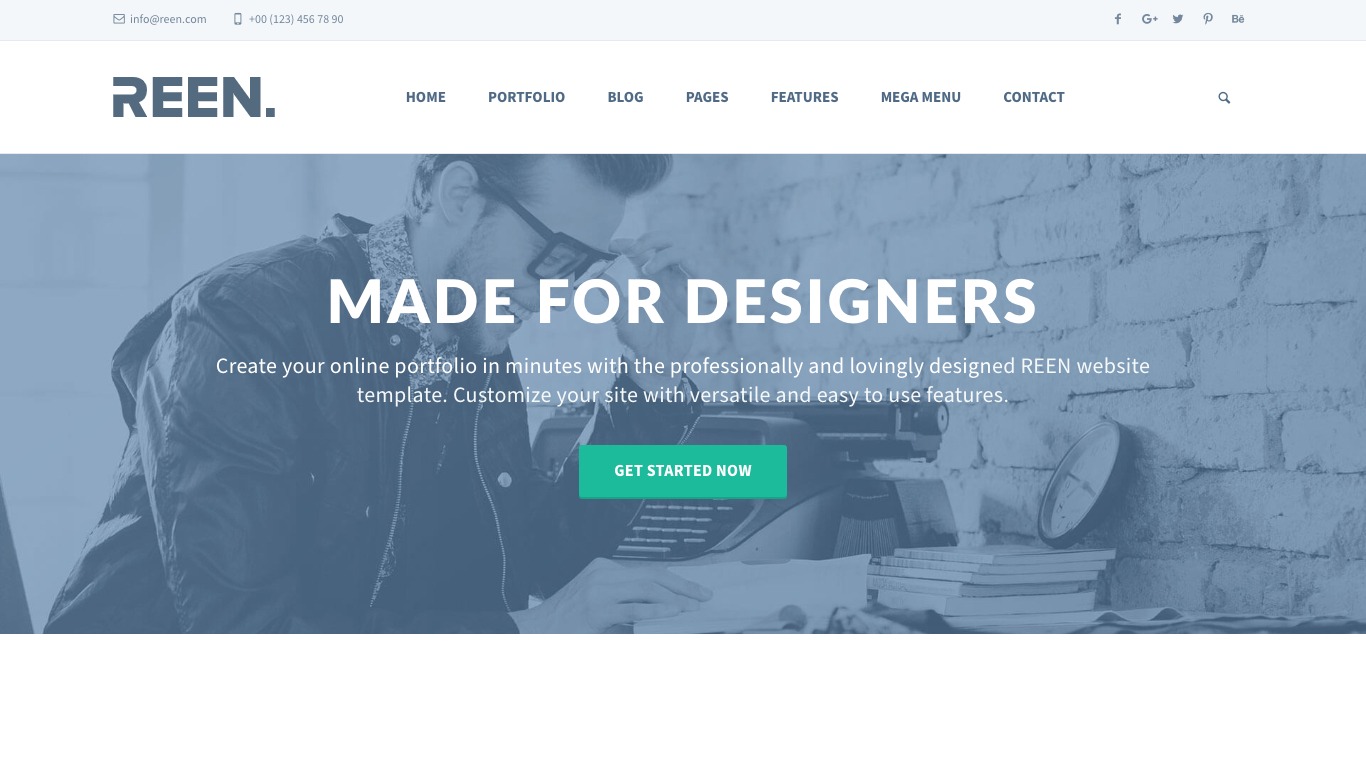 info@reen.com
+00 (123) 456 78 90
Bē
REEN.
HOME
PORTFOLIO
BLOG
PAGES
FEATURES
MEGA MENU
CONTACT
MADE FOR DESIGNERS
Create your online portfolio in minutes with the professionally and lovingly designed REEN website
template. Customize your site with versatile and easy to use features.
GET STARTED NOW